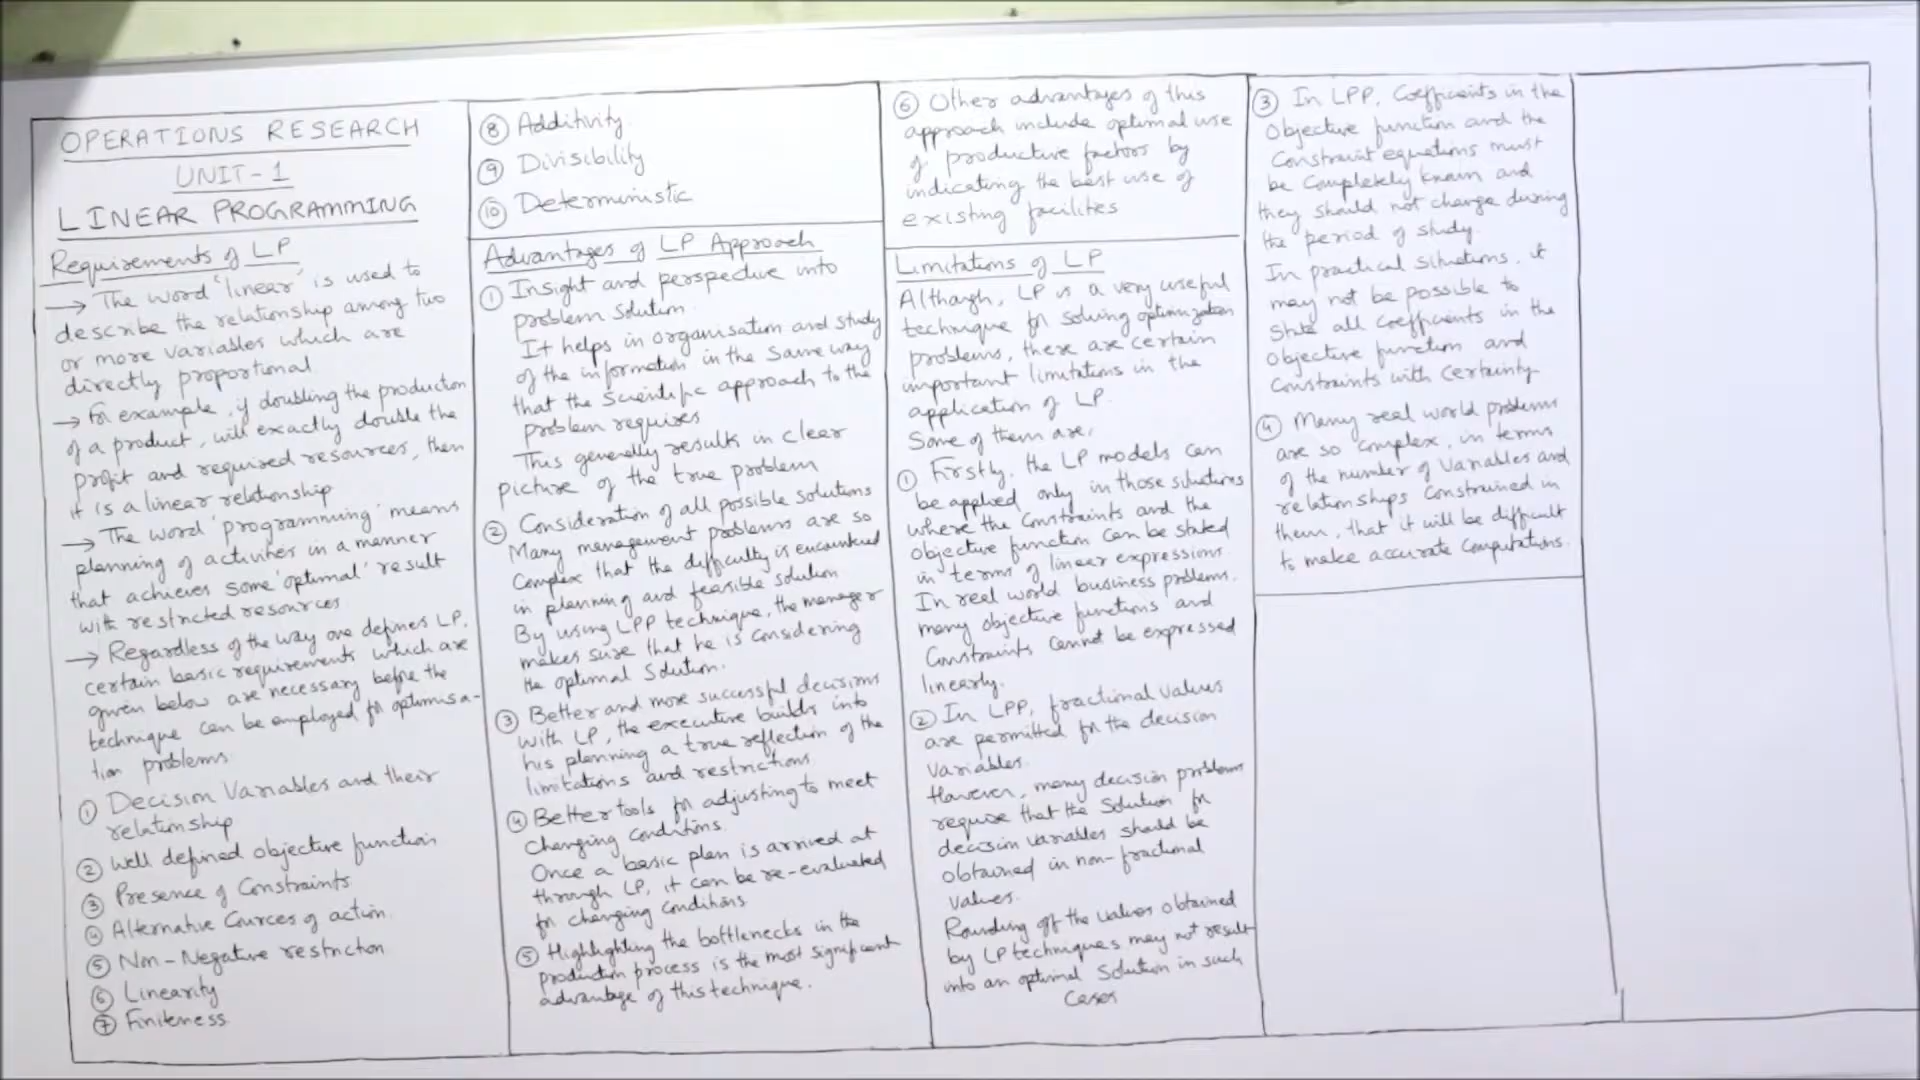 OPERATIONS RESEARCH
UNIT-1
LINEAR PROGRAMMING
Requirements of LP
→ The word 'linear' is used to
describe the relationship among two
or more variables which are
directly proportional
→ For example, if doubling the production
of a product, will exactly double the
profit and required resources, then
it is a linear relationship
→ The word 'programming' means
planning of activities in a manner
that achieves some 'optimal' result
with restricted resources
→ Regardless of the way one defines LP,
certain basic requirements which are
given below are necessary before the
technique can be employed for optimisa-
tion problems
① Decision Variables and their
relationship
② Well defined objective function
③ Presence of Constraints
④ Alternative Cources of action.
⑤ Non-Negative restriction
⑥ Linearity
⑦ Finiteness
⑧ Additivity
⑨ Divisibility
⑩ Deterministic
Advantages of LP Approach
① Insight and perspective into
problem solution.
It helps in organisation and study
of the information in the same way
that the Scientific approach to the
problem requires
This generally results in clear
picture of the true problem
② Consideration of all possible solutions
Many management problems are so
Complex that the difficulty is encountered
in planning and feasible solution
By using LPP technique, the manager
makes sure that he is considering
the optimal Solution.
③ Better and more successful decisions
With LP, the executive builds into
his planning a true reflection of the
limitations and restrictions
④ Better tools for adjusting to meet
Changing Conditions.
Once a basic plan is arrived at
through LP, it can be re-evaluated
for changing conditions
⑤ Highlighting the bottlenecks in the
production process is the most significant
advantage of this technique.
⑥ Other advantages of this
approach include optimal use
of productive factors by
indicating the best use of
existing facilites
Limitations of LP
Althogh, LP is a very useful
technique for solving optimization
problems, there are certain
important limitations in the
application of LP.
Some of them are,
① Firstly, the LP models can
be applied only in those situations
where the Constraints and the
objective function can be stated
in terms of linear expressions.
In real world business problems.
many objective functions and
Constraints cannot be expressed
linearly.
② In LPP, fractional values
are permitted for the decision
variables.
However, many decision problems
require that the Solution for
decision variables should be
obtained in non-fractional
values.
Rounding off the values obtained
by LP techniques may not result
into an optimal Solution in such
Cases
③ In LPP, Coefficients in the
Objective function and the
Constraint equations must
be Completely known and
they should not change during
the period of study.
In practical situations, it
may not be possible to
state all coefficients in the
objective function and
Constraints with certainty
④ Many real world problems
are so complex, in terms
of the number of variables and
relationships constrained in
them, that it will be difficult
to make accurate Computations.